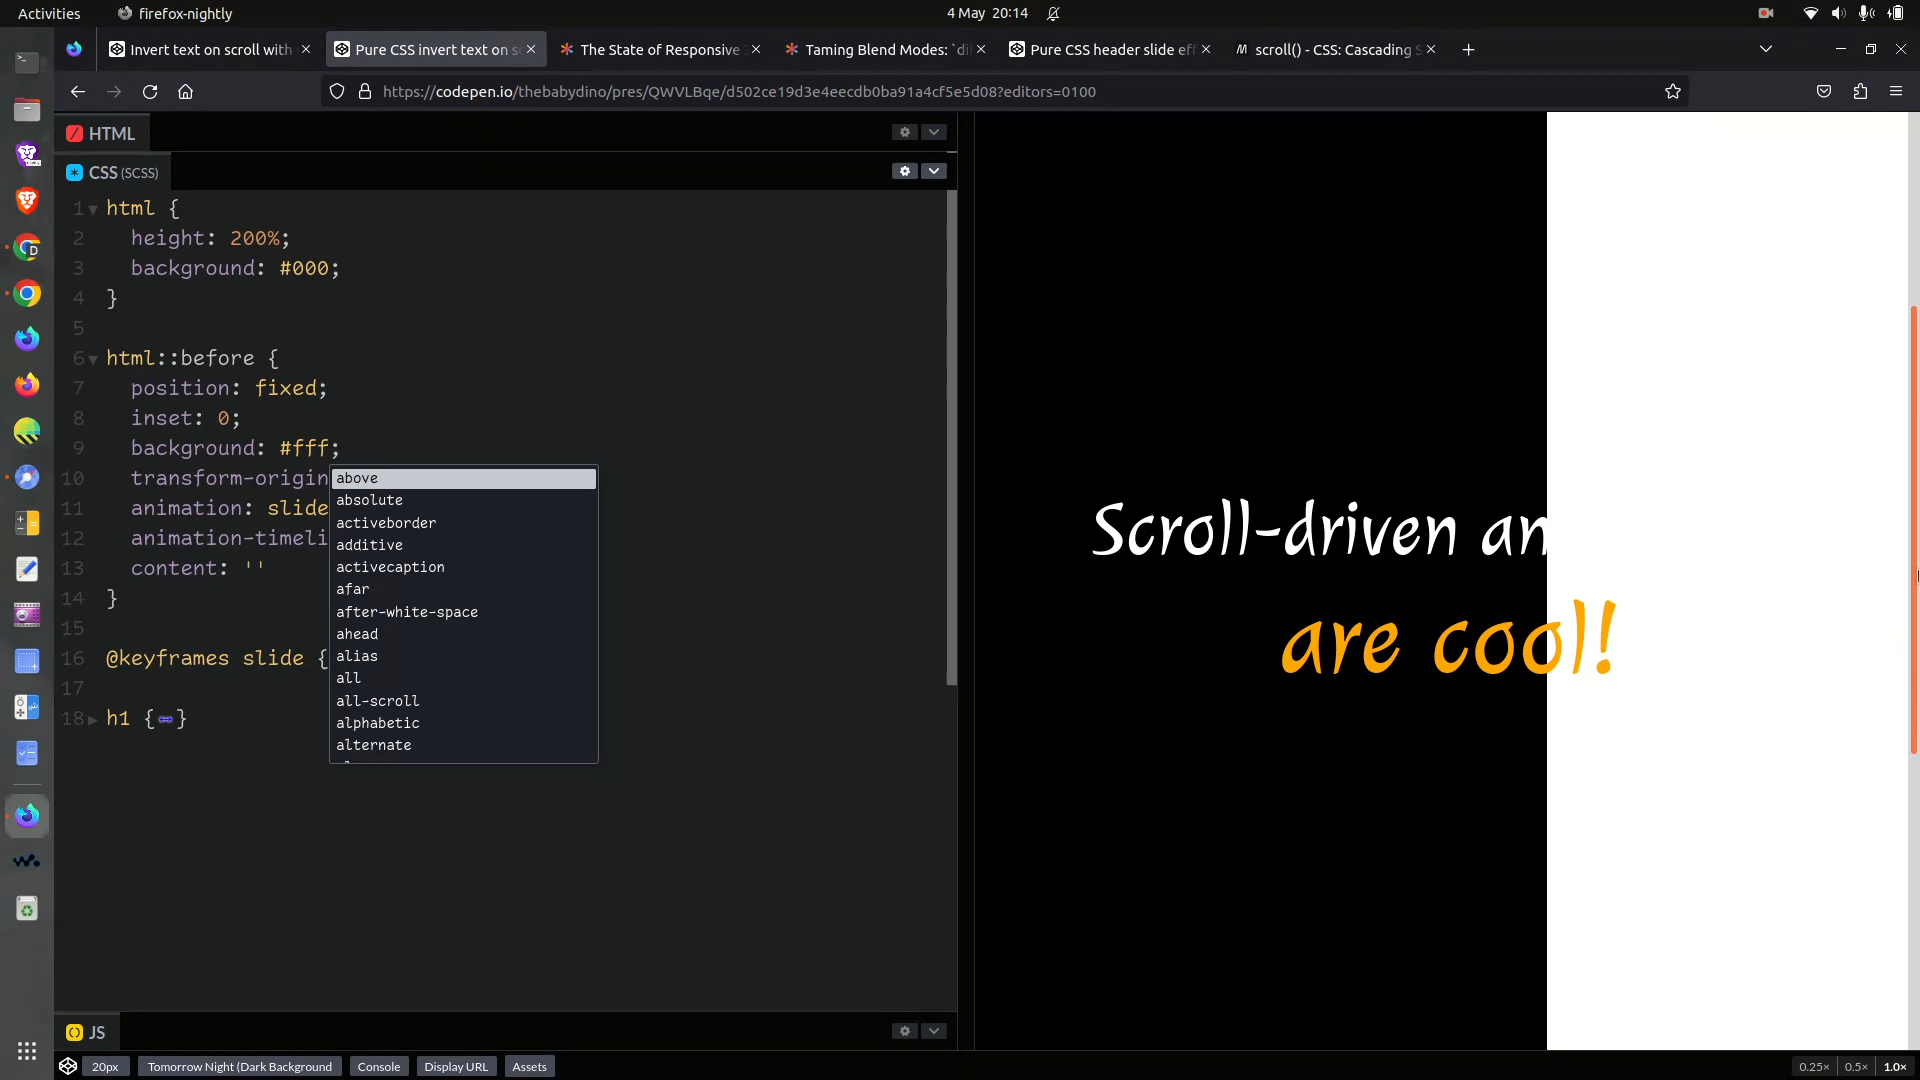 Activities
firefox-nightly
4 May 20:14
Invert text on scroll with
Pure CSS invert text on s
The State of Responsive
Taming Blend Modes: `di
Pure CSS header slide eff
scroll() - CSS: Cascading S
https://codepen.io/thebabydino/pres/QWVLBqe/d502ce19d3e4eecdb0ba91a4cf5e5d08?editors=0100
HTML
CSS (SCSS)
1 html {
2 height: 200%;
3 background: #000;
4 }
5
6 html::before {
7 position: fixed;
8 inset: 0;
9 background: #fff;
10 transform-origin
11 animation: slide
12 animation-timeli
13 content: ''
14 }
15
16 @keyframes slide {
17
18 h1 { }
above
absolute
activeborder
additive
activecaption
afar
after-white-space
ahead
alias
all
all-scroll
alphabetic
alternate
Scroll-driven an
are cool!
JS
20px
Tomorrow Night (Dark Background
Console
Display URL
Assets
0.25×
0.5×
1.0×